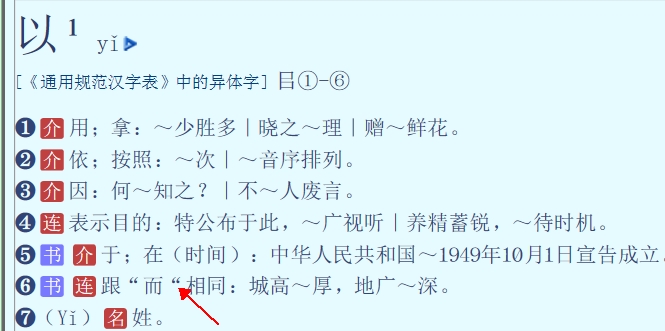 以¹ yǐ
[《通用规范汉字表》中的异体字] 㠯①-⑥
❶ 介 用；拿：～少胜多｜晓之～理｜赠～鲜花。
❷ 介 依；按照：～次｜～音序排列。
❸ 介 因：何～知之？｜不～人废言。
❹ 连 表示目的：特公布于此，～广视听｜养精蓄锐，～待时机。
❺ 书 介 于；在（时间）：中华人民共和国～1949年10月1日宣告成立。
❻ 书 连 跟“而“相同：城高～厚，地广～深。
❼（Yǐ）名 姓。